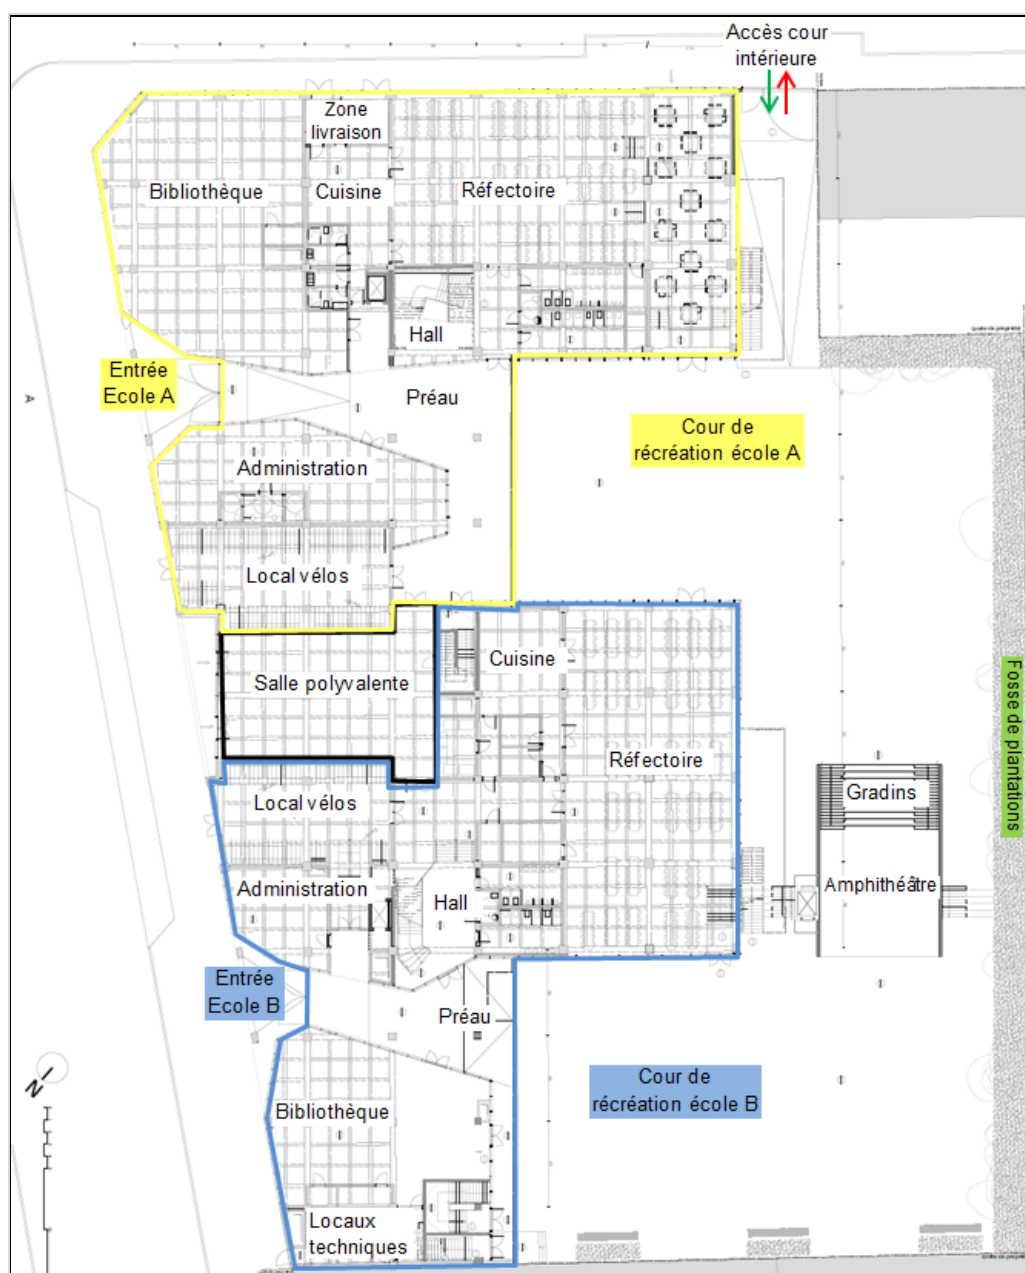 Accès cour
intérieure
Zone
livraison
Bibliothèque
Cuisine
Réfectoire
Hall
Entrée
Ecole A
Préau
Cour de
récréation école A
A
Administration
Local vélos
Cuisine
Salle polyvalente
Fosse de plantations
Réfectoire
Gradins
Local vélos
Administration
Hall
Amphithéâtre
Entrée
Ecole B
Préau
N
Cour de
récréation école B
Bibliothèque
Locaux
techniques